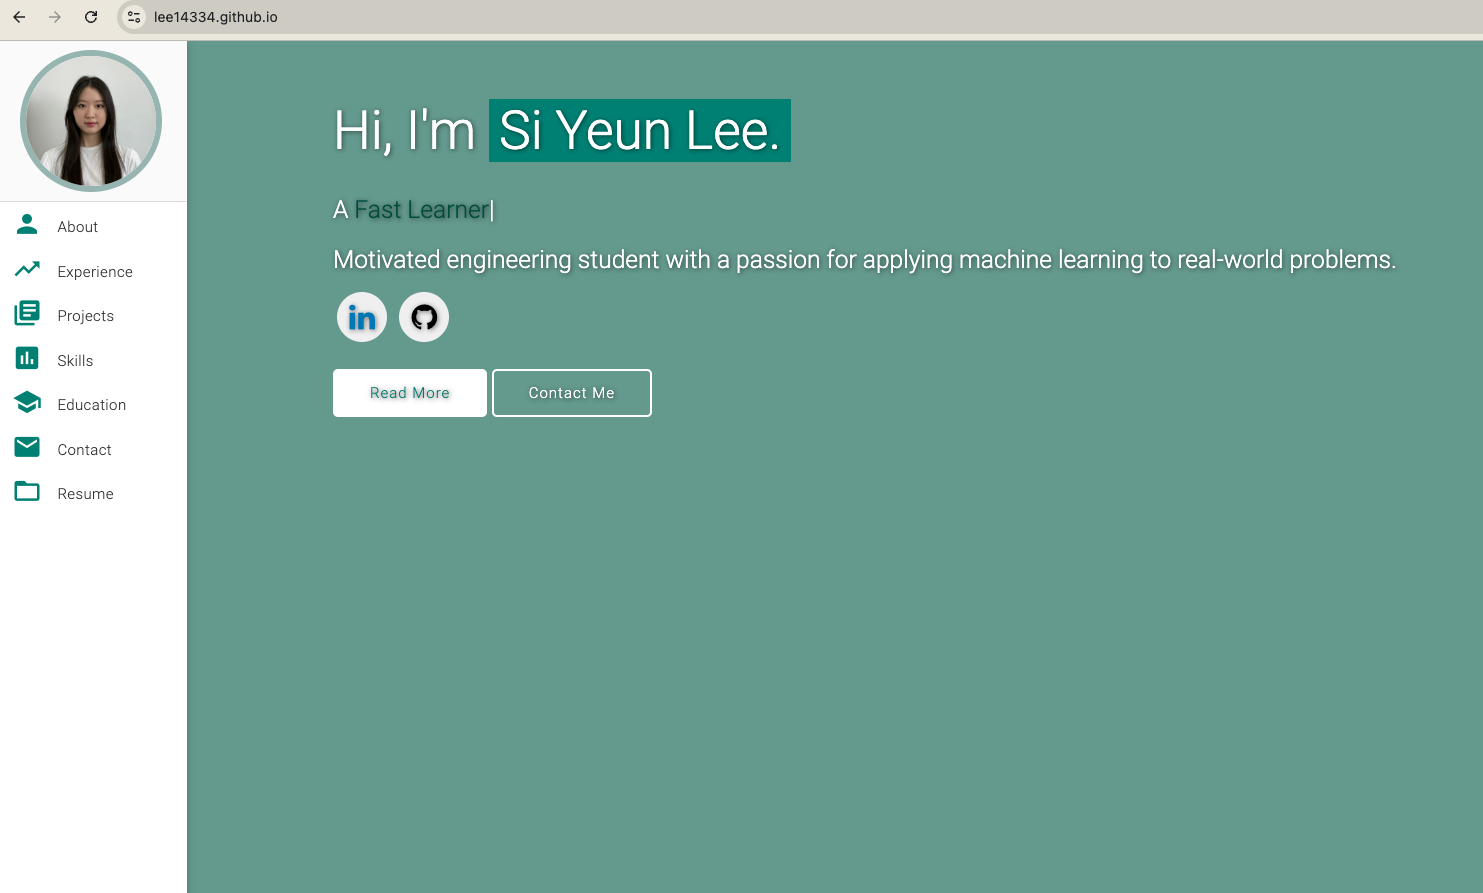 lee14334.github.io
About
Experience
Projects
Skills
Education
Contact
Resume
Hi, I'm Si Yeun Lee.
A Fast Learner|
Motivated engineering student with a passion for applying machine learning to real-world problems.
in
Read More
Contact Me